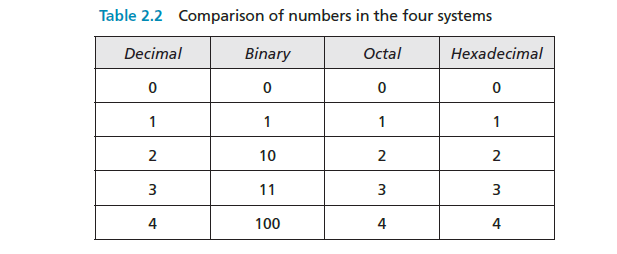 Table 2.2 Comparison of numbers in the four systems
Decimal Binary Octal Hexadecimal
0 0 0 0
1 1 1 1
2 10 2 2
3 11 3 3
4 100 4 4